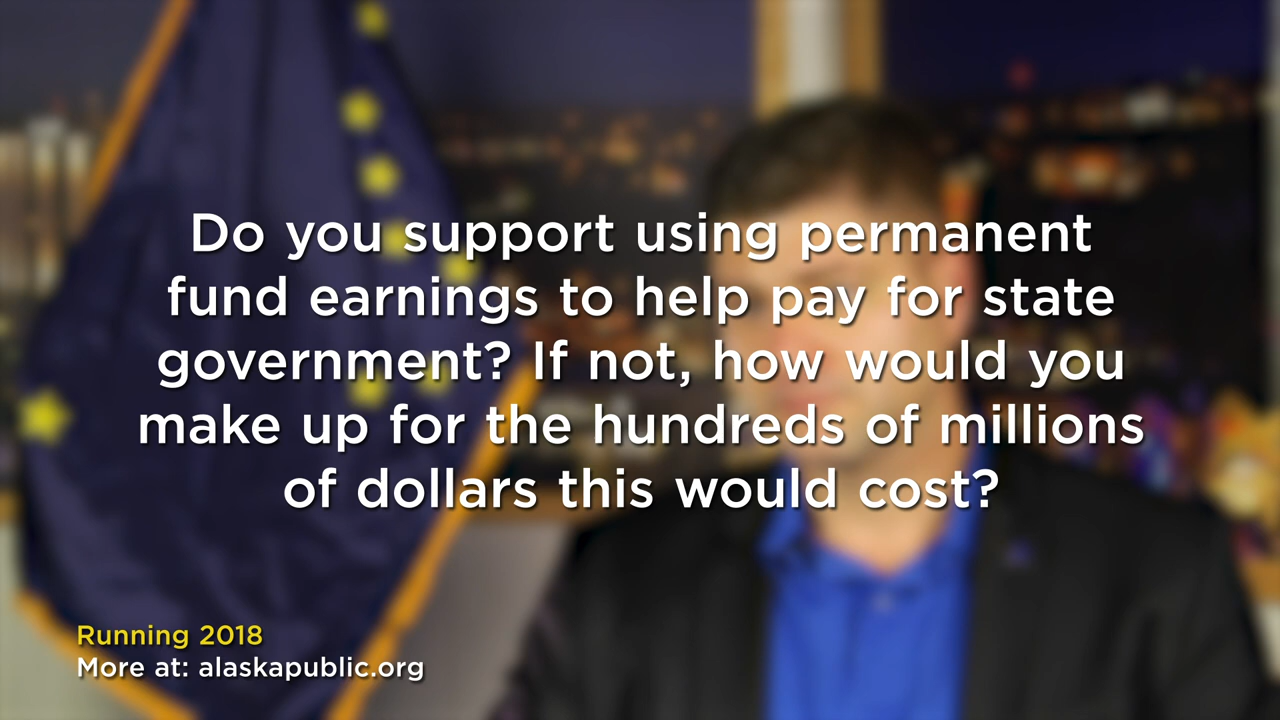 Do you support using permanent
fund earnings to help pay for state
government? If not, how would you
make up for the hundreds of millions
of dollars this would cost?
Running 2018
More at: alaskapublic.org